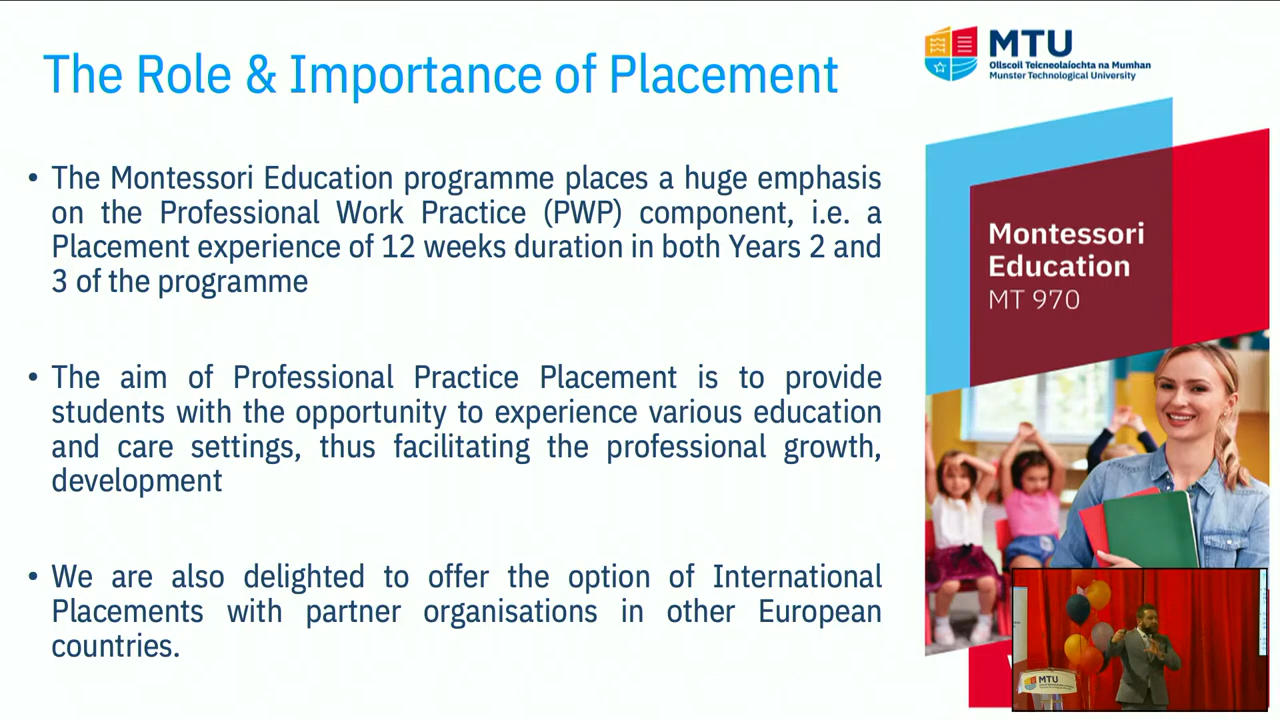 The Role & Importance of Placement
• The Montessori Education programme places a huge emphasis
on the Professional Work Practice (PWP) component, i.e. a
Placement experience of 12 weeks duration in both Years 2 and
3 of the programme
• The aim of Professional Practice Placement is to provide
students with the opportunity to experience various education
and care settings, thus facilitating the professional growth,
development
• We are also delighted to offer the option of International
Placements with partner organisations in other European
countries.
MTU
Ollscoil Teicneolaíochta na Mumhan
Munster Technological University
Montessori
Education
MT 970
MTU